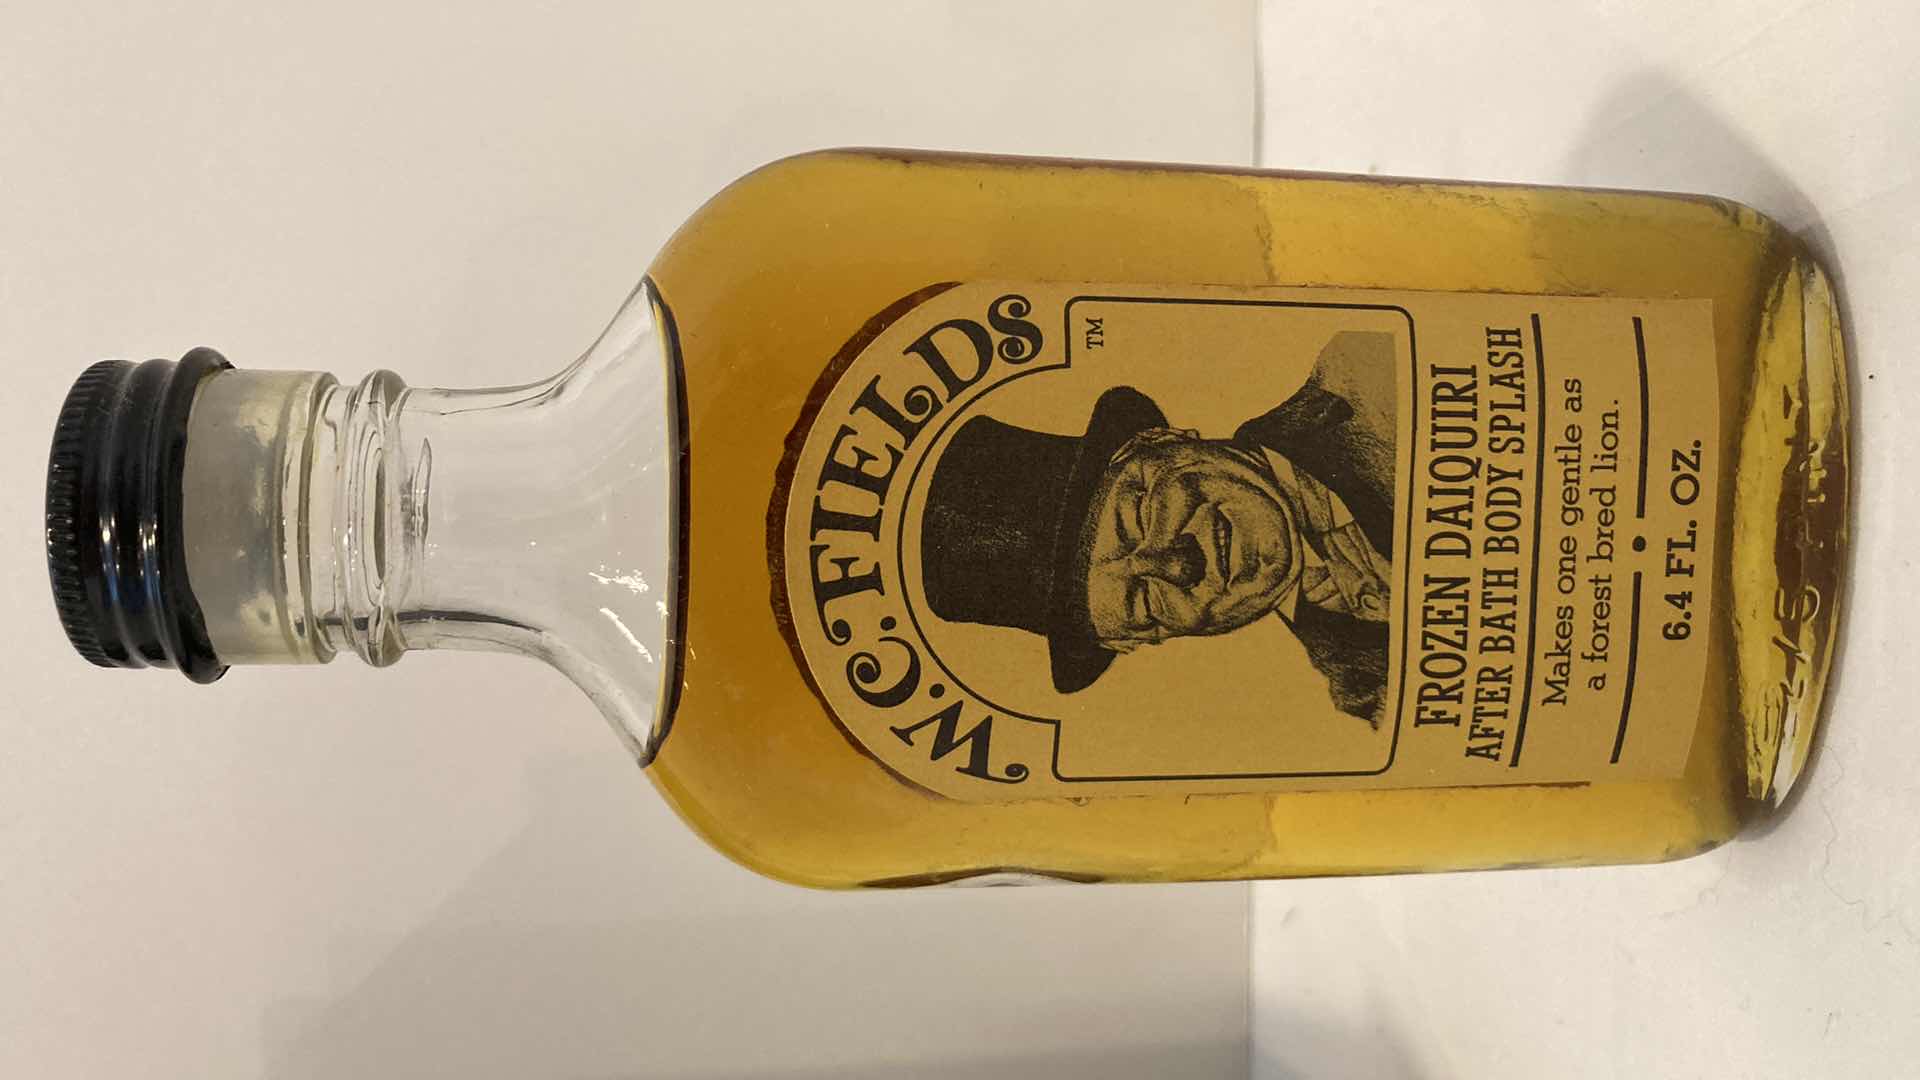 W.C. FIELDS
TM
FROZEN DAIQUIRI
AFTER BATH BODY SPLASH
Makes one gentle as
a forest bred lion.
6.4 FL. OZ.